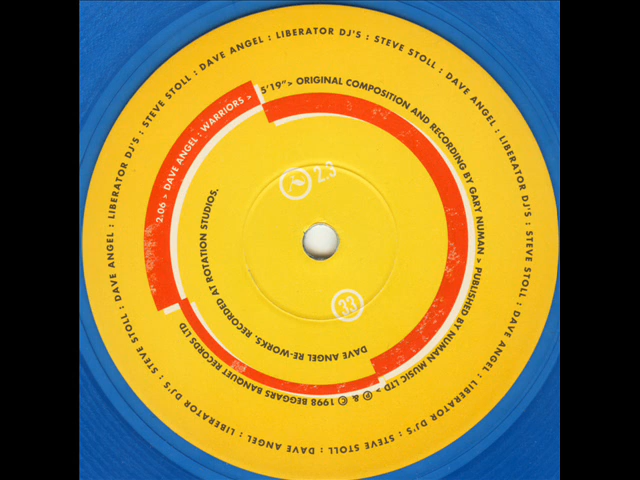 DAVE ANGEL : LIBERATOR DJ'S : STEVE STOLL : DAVE ANGEL : LIBERATOR DJ'S : STEVE STOLL : DAVE ANGEL : LIBERATOR DJ'S : STEVE STOLL : DAVE ANGEL : LIBERATOR DJ'S : STEVE STOLL : DAVE ANGEL : LIBERATOR DJ'S : STEVE STOLL :
2.06 > DAVE ANGEL : WARRIORS > 5'19"> ORIGINAL COMPOSITION AND RECORDING BY GARY NUMAN > PUBLISHED BY NUMAN MUSIC LTD > ℗ & © 1998 BEGGARS BANQUET RECORDS LTD
DAVE ANGEL RE-WORKS. RECORDED AT ROTATION STUDIOS.
2.3
33